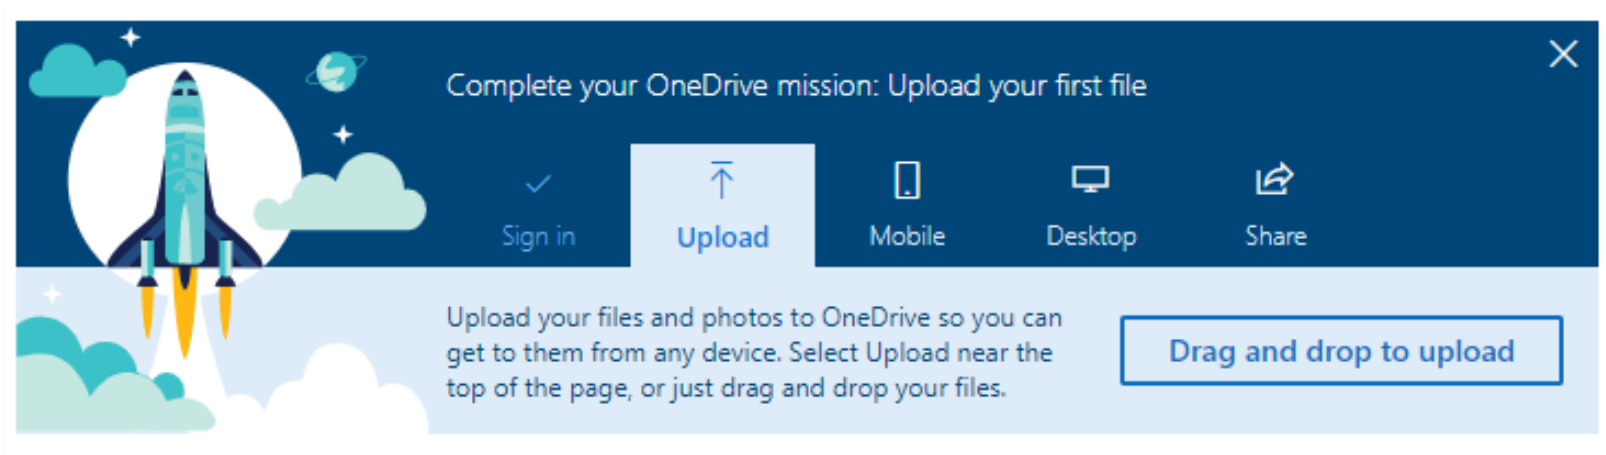 Complete your OneDrive mission: Upload your first file
Sign in
Upload
Mobile
Desktop
Share
Upload your files and photos to OneDrive so you can
get to them from any device. Select Upload near the
top of the page, or just drag and drop your files.
Drag and drop to upload